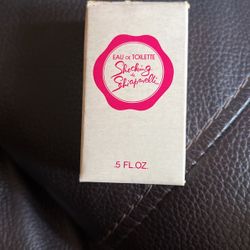 EAU DE TOILETTE
Shocking
de
Schiaparelli
.5 FL.OZ.